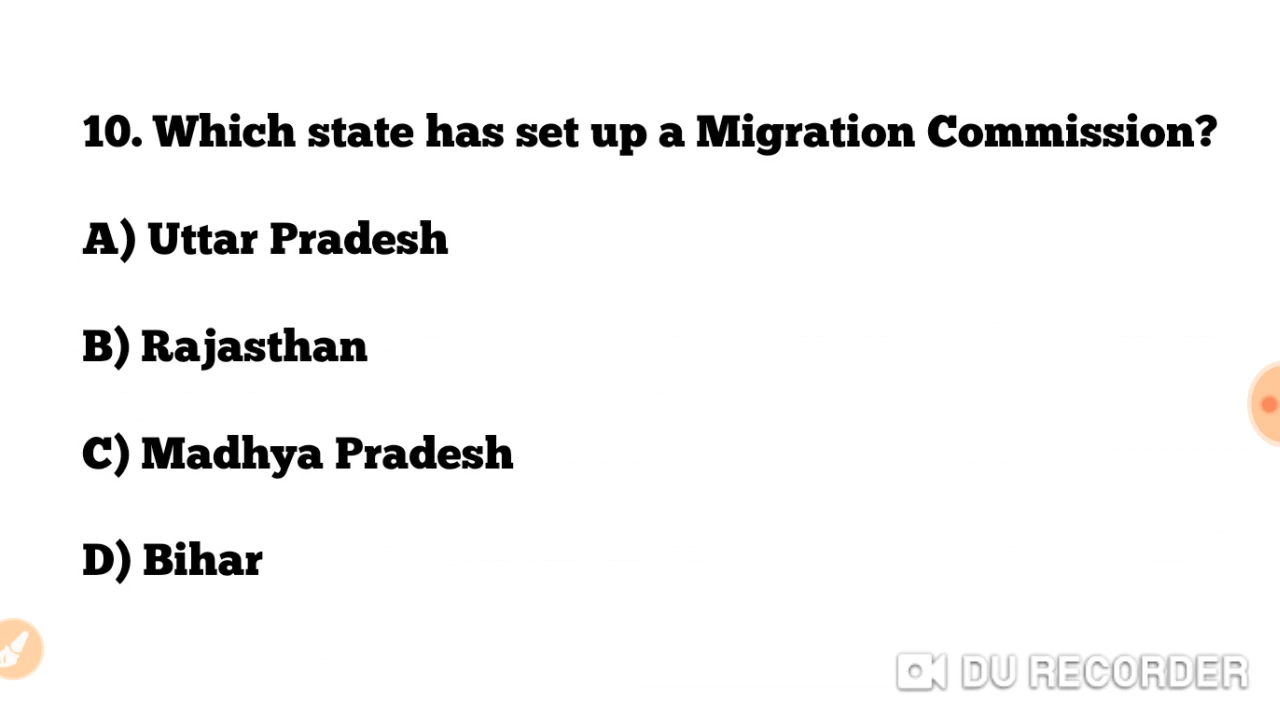 10. Which state has set up a Migration Commission?
A) Uttar Pradesh
B) Rajasthan
C) Madhya Pradesh
D) Bihar
DU RECORDER